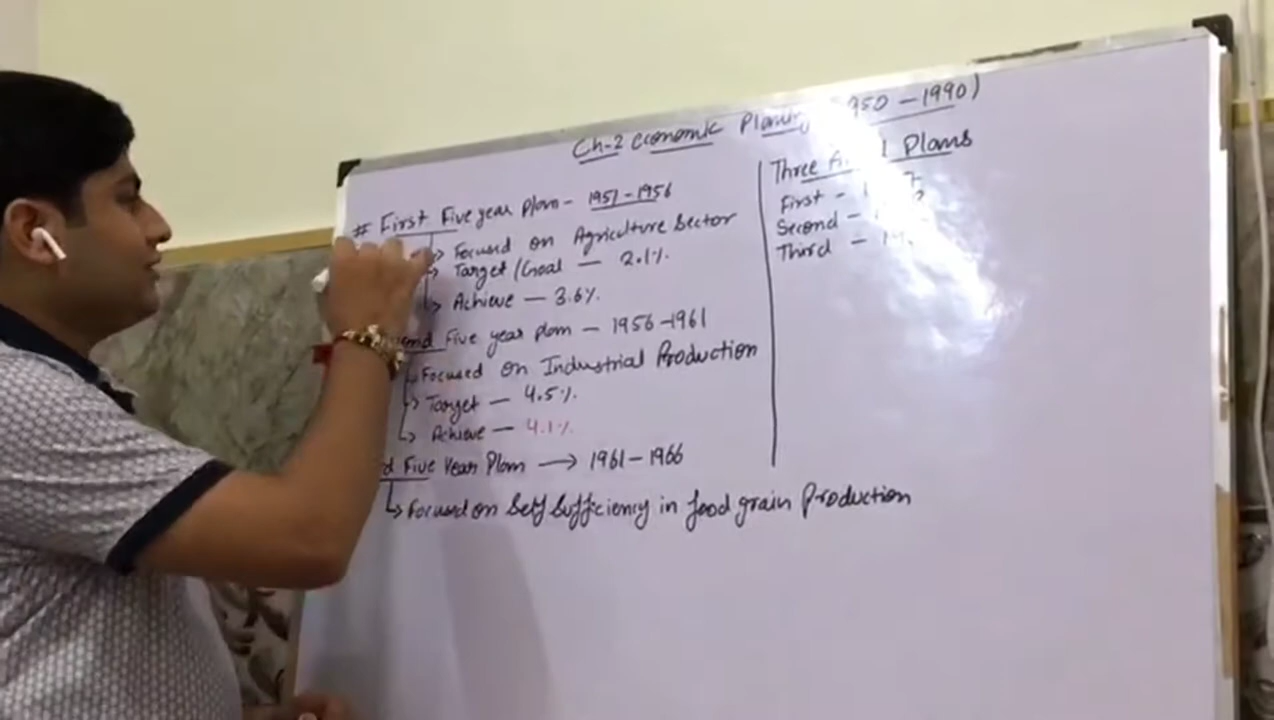 Ch-2 Economic Planing 950 - 1990)
# First Five year plan - 1951 - 1956
Focused on Agriculture Sector
Target/Goal - 2.1%.
Achieve - 3.6%.
Five year plan - 1956 - 1961
Focused on Industrial Production
Target - 4.5%.
Achieve - 4.1%.
d Five Year Plan → 1961 - 1966
Focused on Self Sufficiency in food grain Production
Three Plans
First -
Second -
Third -